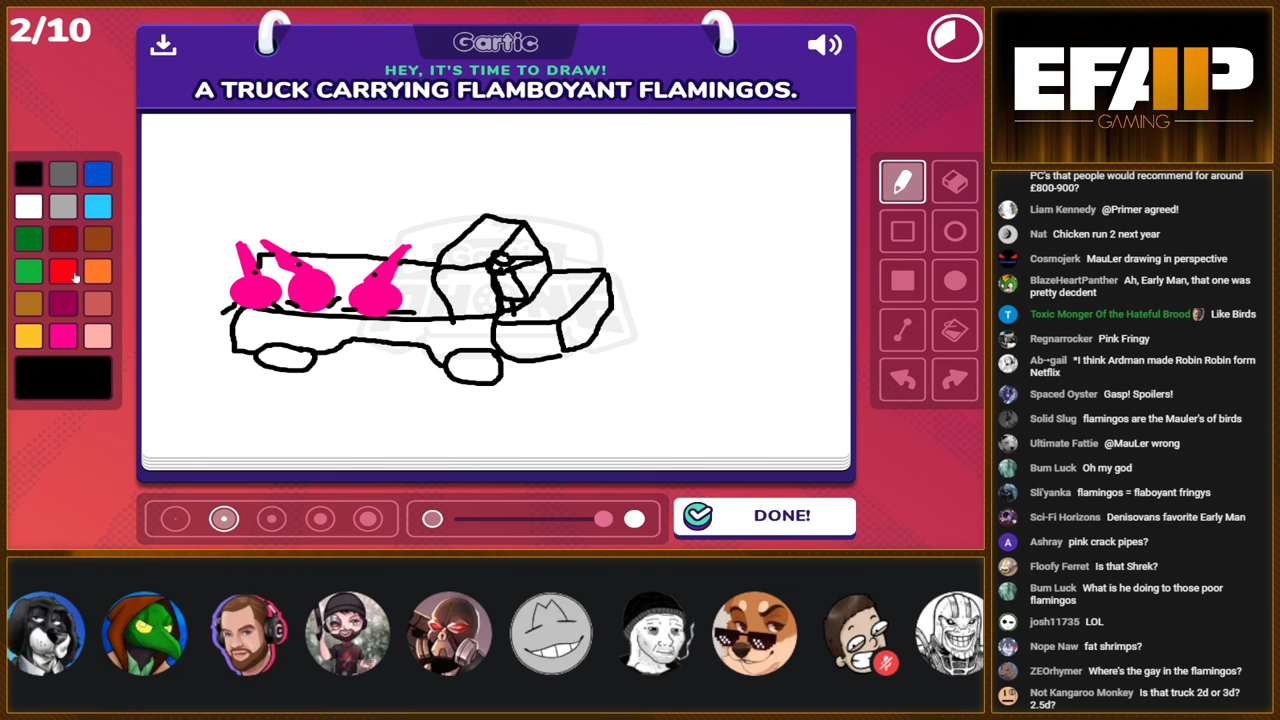 2/10
Gartic
HEY, IT'S TIME TO DRAW!
A TRUCK CARRYING FLAMBOYANT FLAMINGOS.
DONE!
EFAP
GAMING
PC's that people would recommend for around
£800-900?
Liam Kennedy @Primer agreed!
Nat Chicken run 2 next year
Cosmojerk MauLer drawing in perspective
BlazeHeartPanther Ah, Early Man, that one was
pretty decdent
Toxic Monger Of the Hateful Brood Like Birds
Regnarrocker Pink Fringy
Ab•~gail *I think Ardman made Robin Robin form
Netflix
Spaced Oyster Gasp! Spoilers!
Solid Slug flamingos are the Mauler's of birds
Ultimate Fattie @MauLer wrong
Bum Luck Oh my god
Sli'yanka flamingos = flaboyant fringys
Sci-Fi Horizons Denisovans favorite Early Man
Ashray pink crack pipes?
Floofy Ferret Is that Shrek?
Bum Luck What is he doing to those poor
flamingos
josh11735 LOL
Nope Naw fat shrimps?
ZEOrhymer Where's the gay in the flamingos?
Not Kangaroo Monkey Is that truck 2d or 3d?
2.5d?